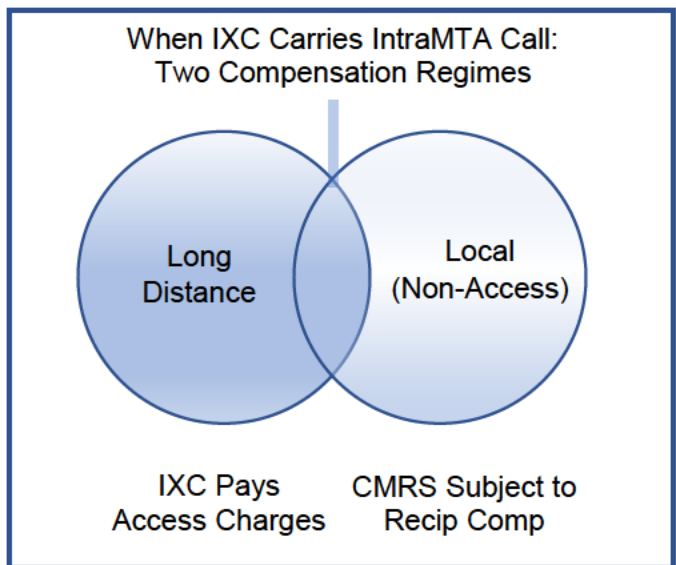 When IXC Carries IntraMTA Call:
Two Compensation Regimes
Long
Distance
Local
(Non-Access)
IXC Pays
Access Charges
CMRS Subject to
Recip Comp